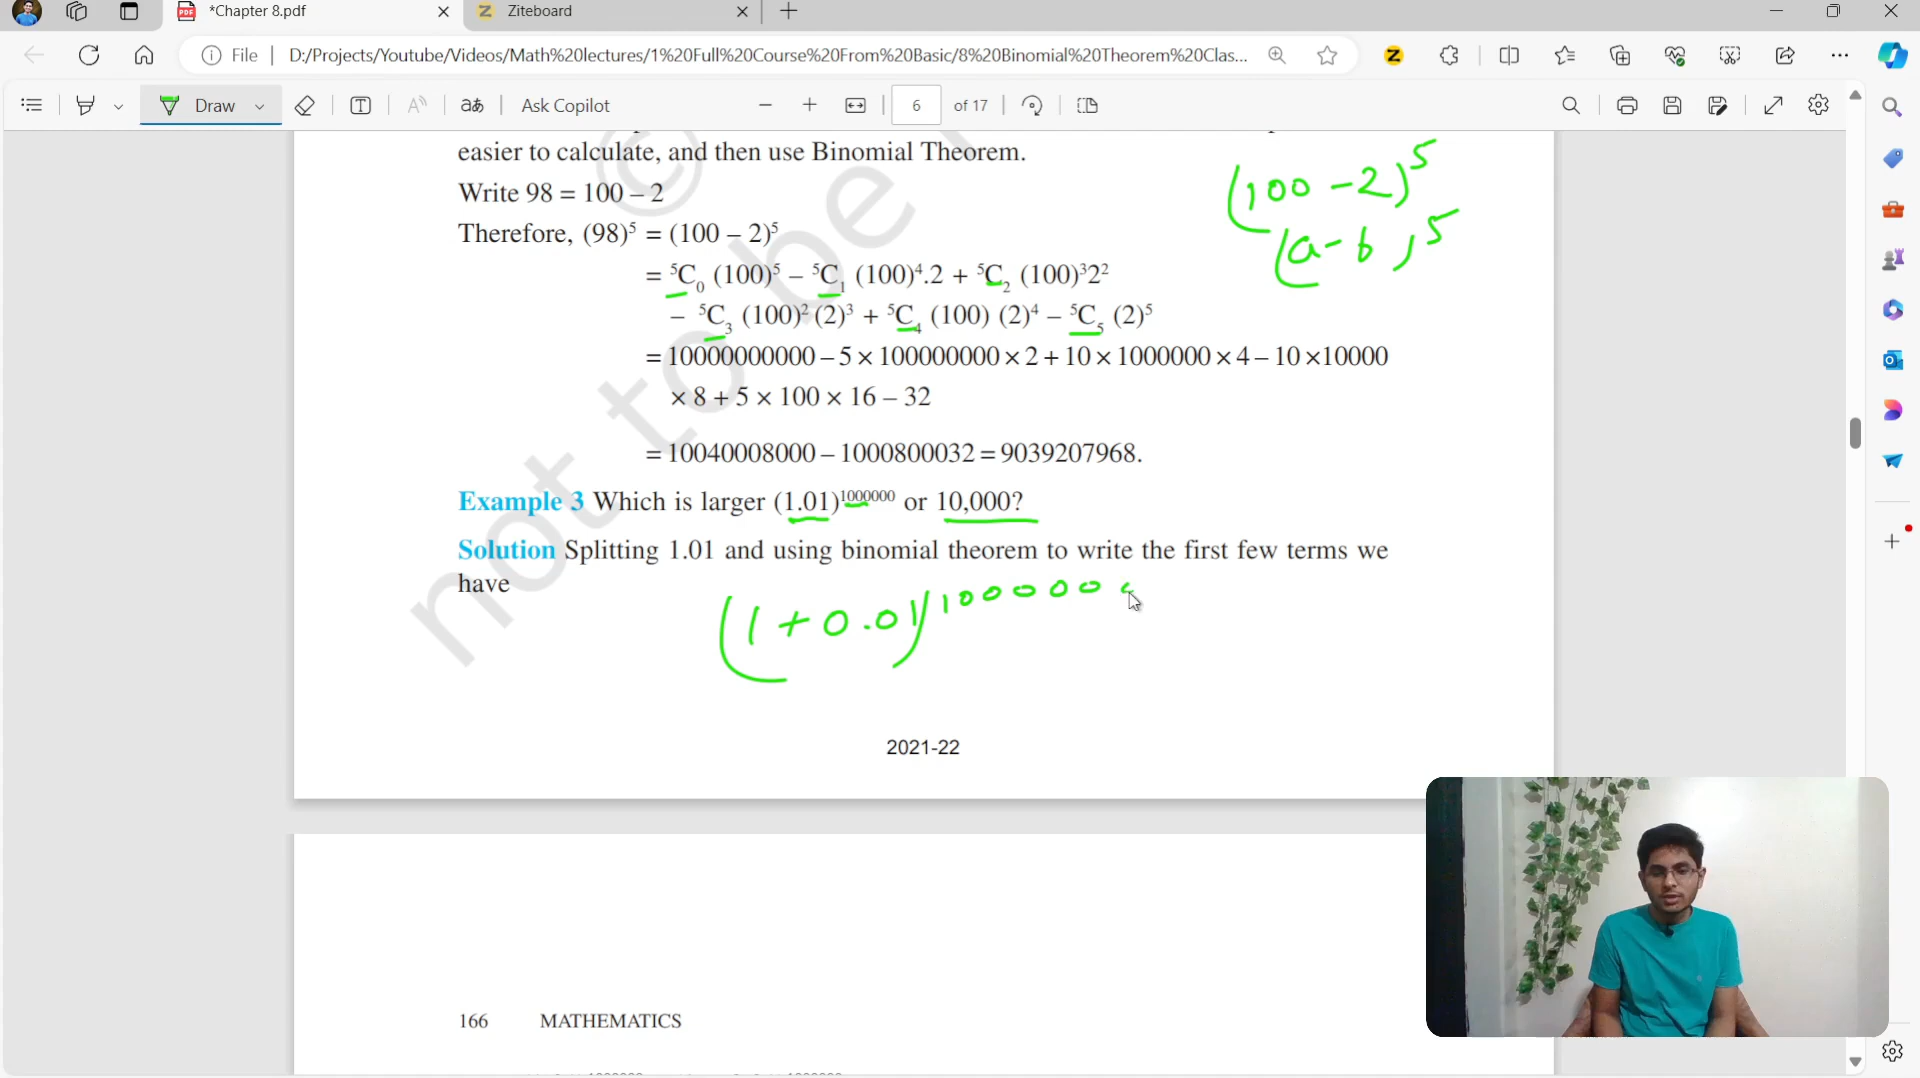 *Chapter 8.pdf
Ziteboard
File
D:/Projects/Youtube/Videos/Math%20lectures/1%20Full%20Course%20From%20Basic/8%20Binomial%20Theorem%20Clas...
Draw
aあ
Ask Copilot
6
of 17
easier to calculate, and then use Binomial Theorem.
Write 98 = 100 – 2
Therefore, (98)⁵ = (100 – 2)⁵
= ⁵C₀ (100)⁵ – ⁵C₁ (100)⁴.2 + ⁵C₂ (100)³2²
– ⁵C₃ (100)² (2)³ + ⁵C₄ (100) (2)⁴ – ⁵C₅ (2)⁵
= 10000000000 – 5 × 100000000 × 2 + 10 × 1000000 × 4 – 10 ×10000
× 8 + 5 × 100 × 16 – 32
= 10040008000 – 1000800032 = 9039207968.
(100 - 2)⁵
(a - b)⁵
Example 3 Which is larger (1.01)¹⁰⁰⁰⁰⁰⁰ or 10,000?
Solution Splitting 1.01 and using binomial theorem to write the first few terms we
have
(1 + 0.01)¹⁰⁰⁰⁰⁰
©
not to be
2021-22
166 MATHEMATICS